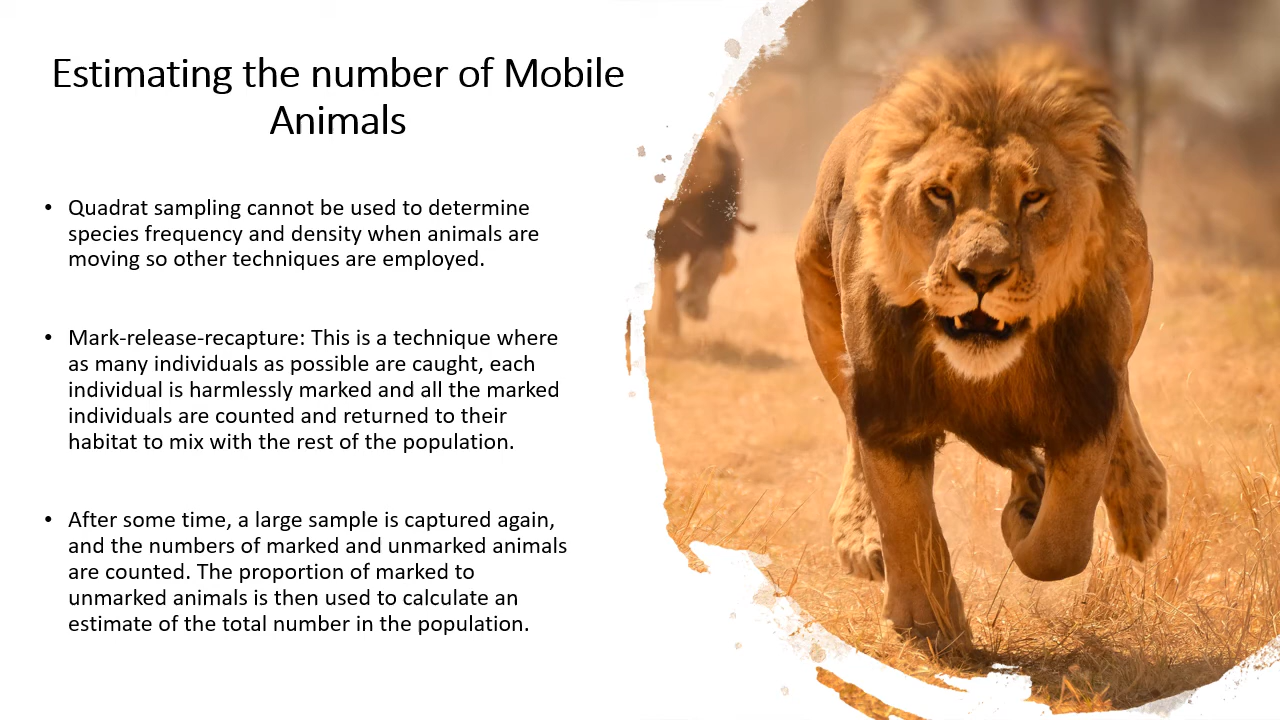 Estimating the number of Mobile
Animals
• Quadrat sampling cannot be used to determine
species frequency and density when animals are
moving so other techniques are employed.
• Mark-release-recapture: This is a technique where
as many individuals as possible are caught, each
individual is harmlessly marked and all the marked
individuals are counted and returned to their
habitat to mix with the rest of the population.
• After some time, a large sample is captured again,
and the numbers of marked and unmarked animals
are counted. The proportion of marked to
unmarked animals is then used to calculate an
estimate of the total number in the population.